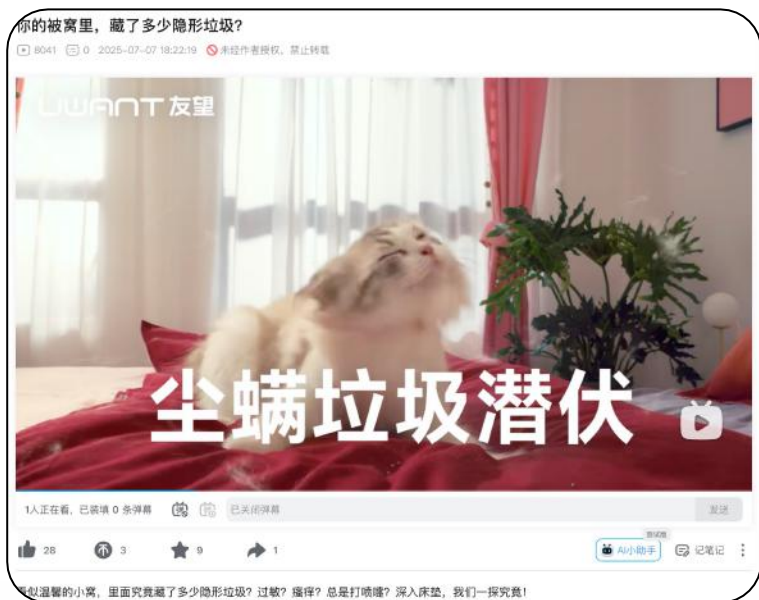 你的被窝里，藏了多少隐形垃圾？
8041 0 2025-07-07 18:22:19 未经作者授权，禁止转载
UWANT 友望
尘螨垃圾潜伏
1人正在看，已装填 0 条弹幕 已关闭弹幕 发送
28 3 9 1 测试版 AI小助手 记笔记
看似温馨的小窝，里面究竟藏了多少隐形垃圾？过敏？瘙痒？总是打喷嚏？深入床垫，我们一探究竟！